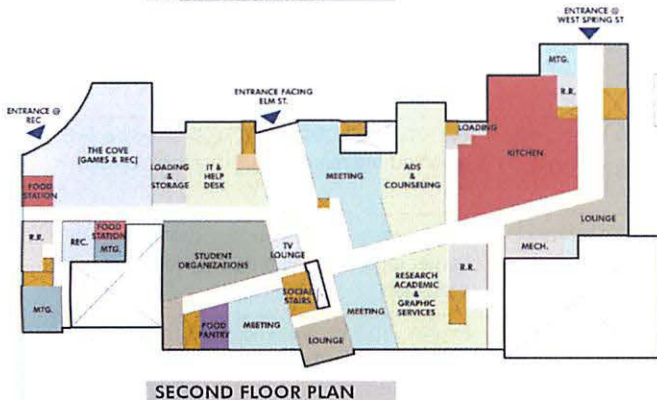 ENTRANCE @
WEST SPRING ST
MTG.
R.R.
ENTRANCE FACING
ELM ST.
ENTRANCE @
REC
THE COVE
(GAMES & REC)
LOADING
&
STORAGE
IT &
HELP
DESK
MEETING
ADS
&
COUNSELING
LOADING
KITCHEN
FOOD
STATION
LOUNGE
R.R.
REC.
FOOD
STATION
MTG.
STUDENT
ORGANIZATIONS
TV
LOUNGE
MECH.
R.R.
RESEARCH
ACADEMIC
&
GRAPHIC
SERVICES
SOCIAL
STAIRS
MTG.
FOOD
PANTRY
MEETING
MEETING
LOUNGE
SECOND FLOOR PLAN